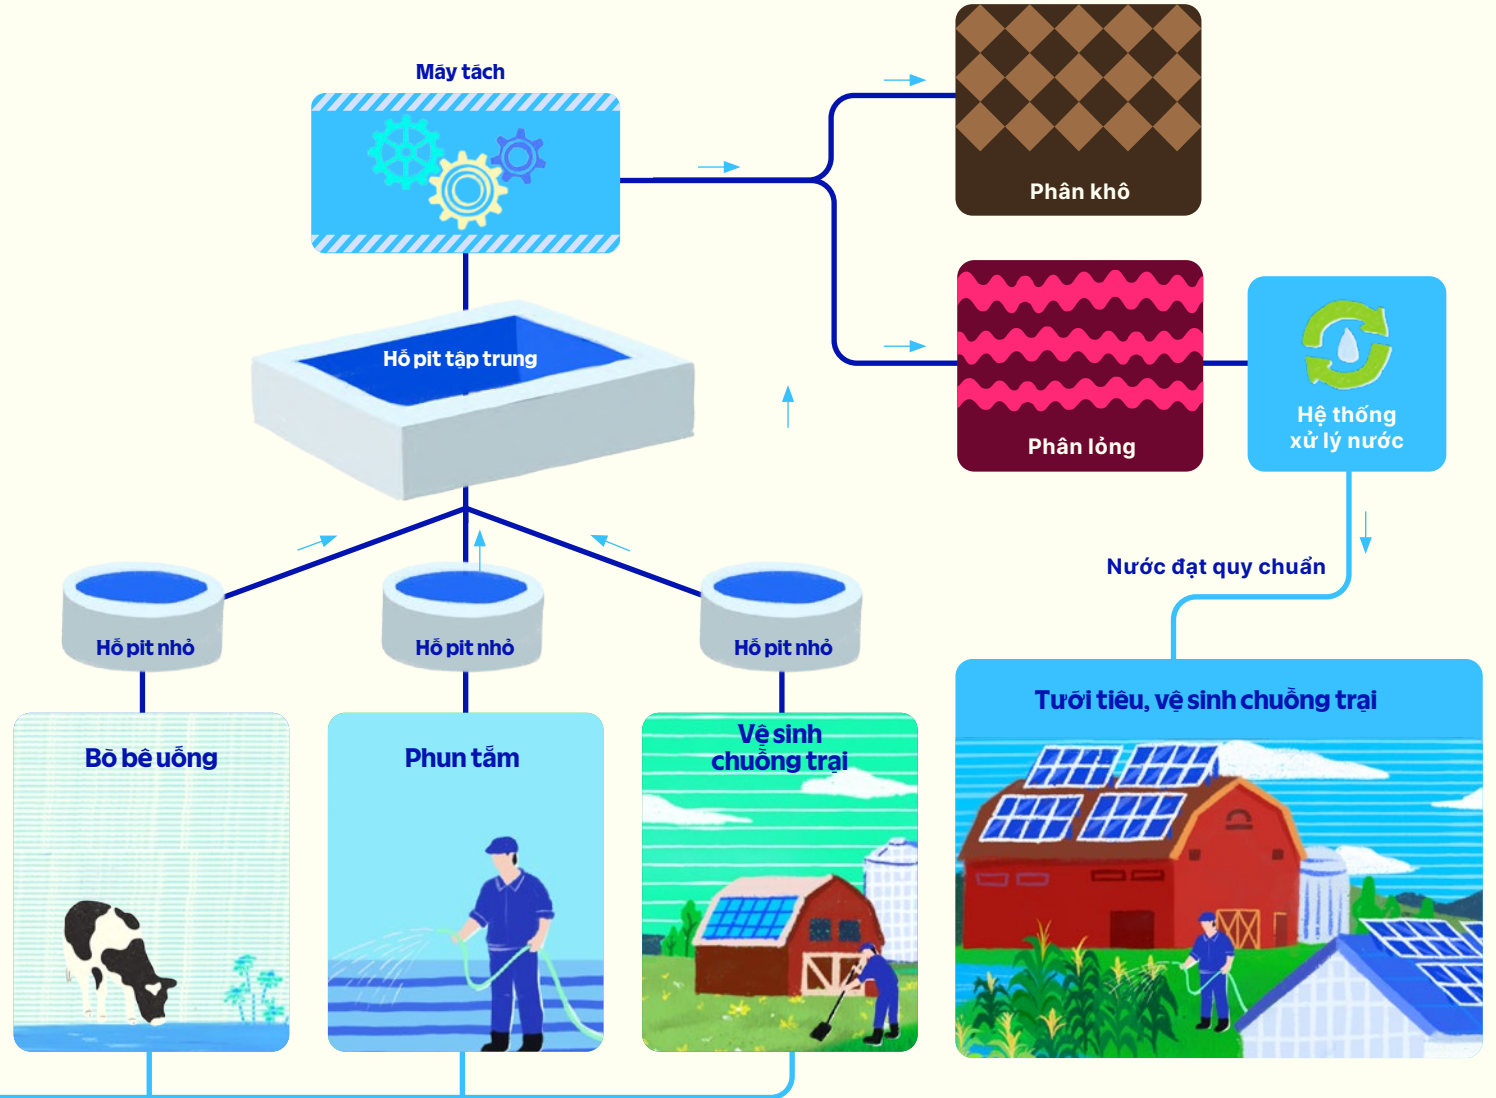 Máy tách
Phân khô
Hố pit tập trung
Phân lỏng
Hệ thống
xử lý nước
Nước đạt quy chuẩn
Hố pit nhỏ
Hố pit nhỏ
Hố pit nhỏ
Bò bê uống
Phun tắm
Vệ sinh
chuồng trại
Tưới tiêu, vệ sinh chuồng trại